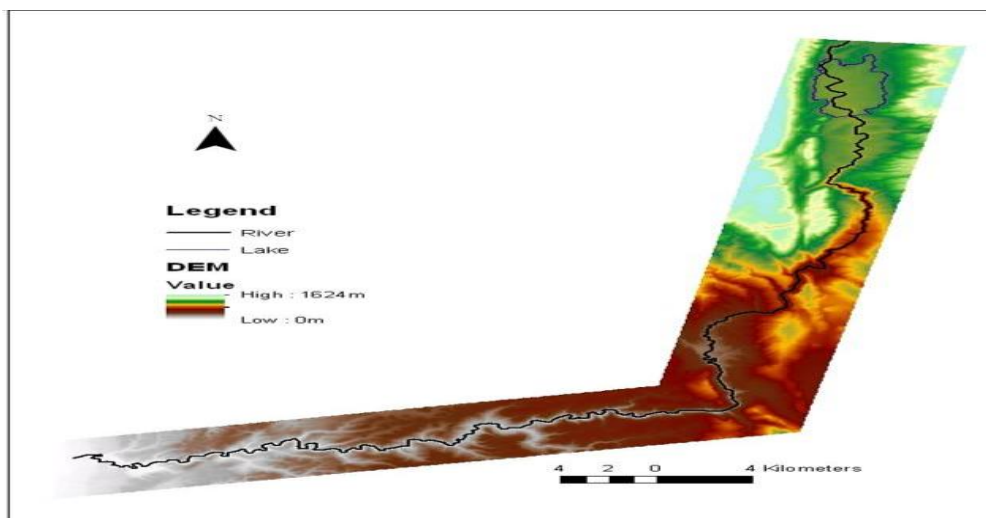 N
Legend
River
Lake
DEM
Value
High : 1624m
Low : 0m
4 2 0 4 Kilometers